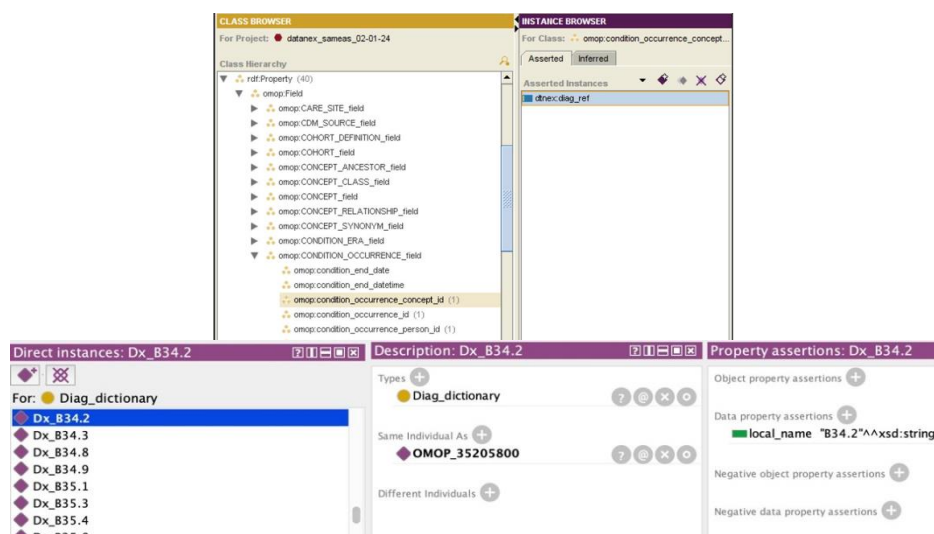 CLASS BROWSER
For Project: datanex_sameas_02-01-24
Class Hierarchy
rdf:Property (40)
omop:Field
omop:CARE_SITE_field
omop:CDM_SOURCE_field
omop:COHORT_DEFINITION_field
omop:COHORT_field
omop:CONCEPT_ANCESTOR_field
omop:CONCEPT_CLASS_field
omop:CONCEPT_field
omop:CONCEPT_RELATIONSHIP_field
omop:CONCEPT_SYNONYM_field
omop:CONDITION_ERA_field
omop:CONDITION_OCCURRENCE_field
omop:condition_end_date
omop:condition_end_datetime
omop:condition_occurrence_concept_id (1)
omop:condition_occurrence_id (1)
omop:condition_occurrence_person_id (1)
INSTANCE BROWSER
For Class: omop:condition_occurrence_concept...
Asserted Inferred
Asserted Instances
dtnex:diag_ref
Direct instances: Dx_B34.2
For: Diag_dictionary
Dx_B34.2
Dx_B34.3
Dx_B34.8
Dx_B34.9
Dx_B35.1
Dx_B35.3
Dx_B35.4
Description: Dx_B34.2
Types
Diag_dictionary
Same Individual As
OMOP_35205800
Different Individuals
Property assertions: Dx_B34.2
Object property assertions
Data property assertions
local_name "B34.2"^^xsd:string
Negative object property assertions
Negative data property assertions